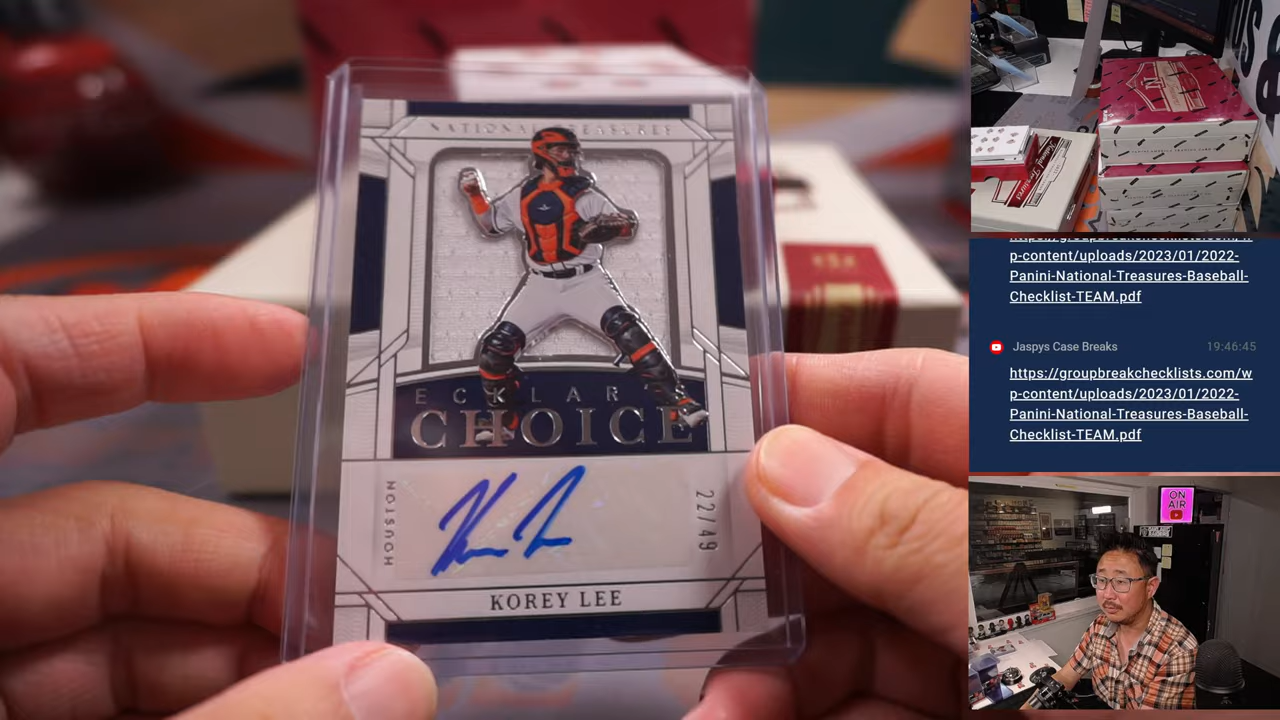 NATIONAL TREASURES
ECKLAR'
CHOICE
HOUSTON
22/49
KOREY LEE
p-content/uploads/2023/01/2022-
Panini-National-Treasures-Baseball-
Checklist-TEAM.pdf
Jaspys Case Breaks
19:46:45
https://groupbreakchecklists.com/w
p-content/uploads/2023/01/2022-
Panini-National-Treasures-Baseball-
Checklist-TEAM.pdf
National Treasures
ON
AIR